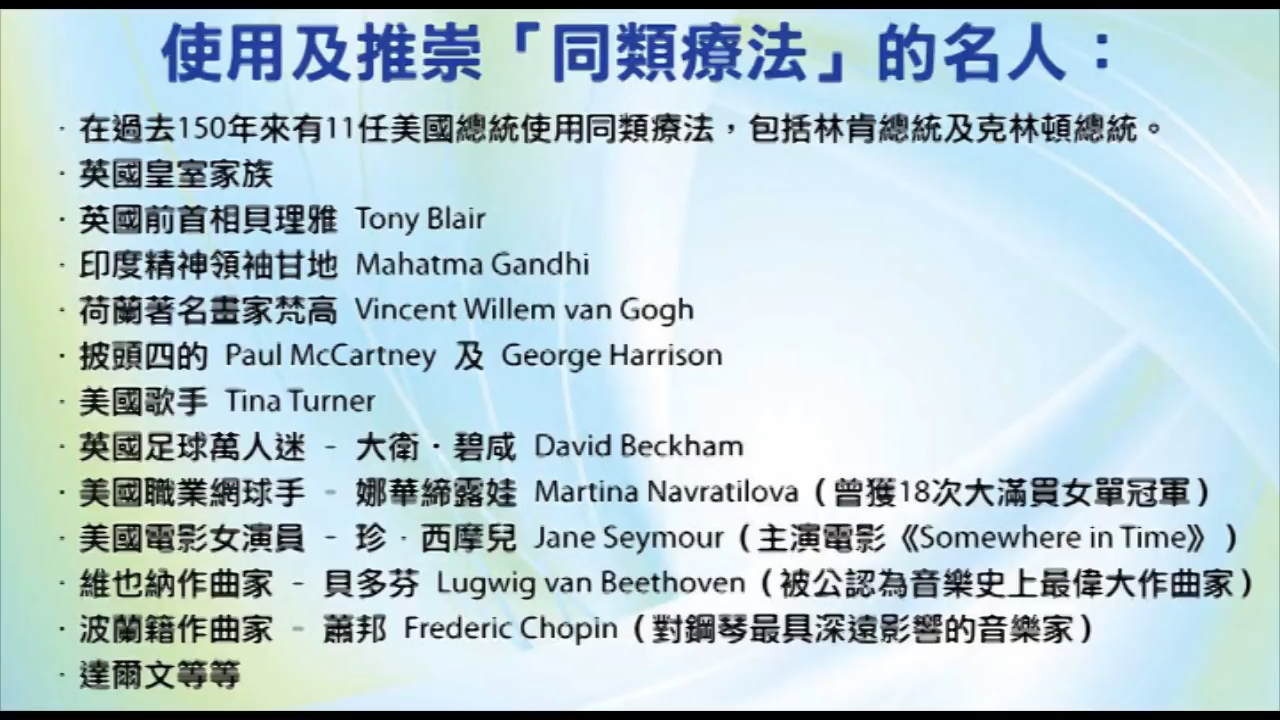 使用及推崇「同類療法」的名人：
· 在過去150年來有11任美國總統使用同類療法，包括林肯總統及克林頓總統。
· 英國皇室家族
· 英國前首相貝理雅 Tony Blair
· 印度精神領袖甘地 Mahatma Gandhi
· 荷蘭著名畫家梵高 Vincent Willem van Gogh
· 披頭四的 Paul McCartney 及 George Harrison
· 美國歌手 Tina Turner
· 英國足球萬人迷 - 大衛·碧咸 David Beckham
· 美國職業網球手 - 娜華締露娃 Martina Navratilova（曾獲18次大滿貫女單冠軍）
· 美國電影女演員 - 珍·西摩兒 Jane Seymour（主演電影《Somewhere in Time》）
· 維也納作曲家 - 貝多芬 Lugwig van Beethoven（被公認為音樂史上最偉大作曲家）
· 波蘭籍作曲家 - 蕭邦 Frederic Chopin（對鋼琴最具深遠影響的音樂家）
· 達爾文等等